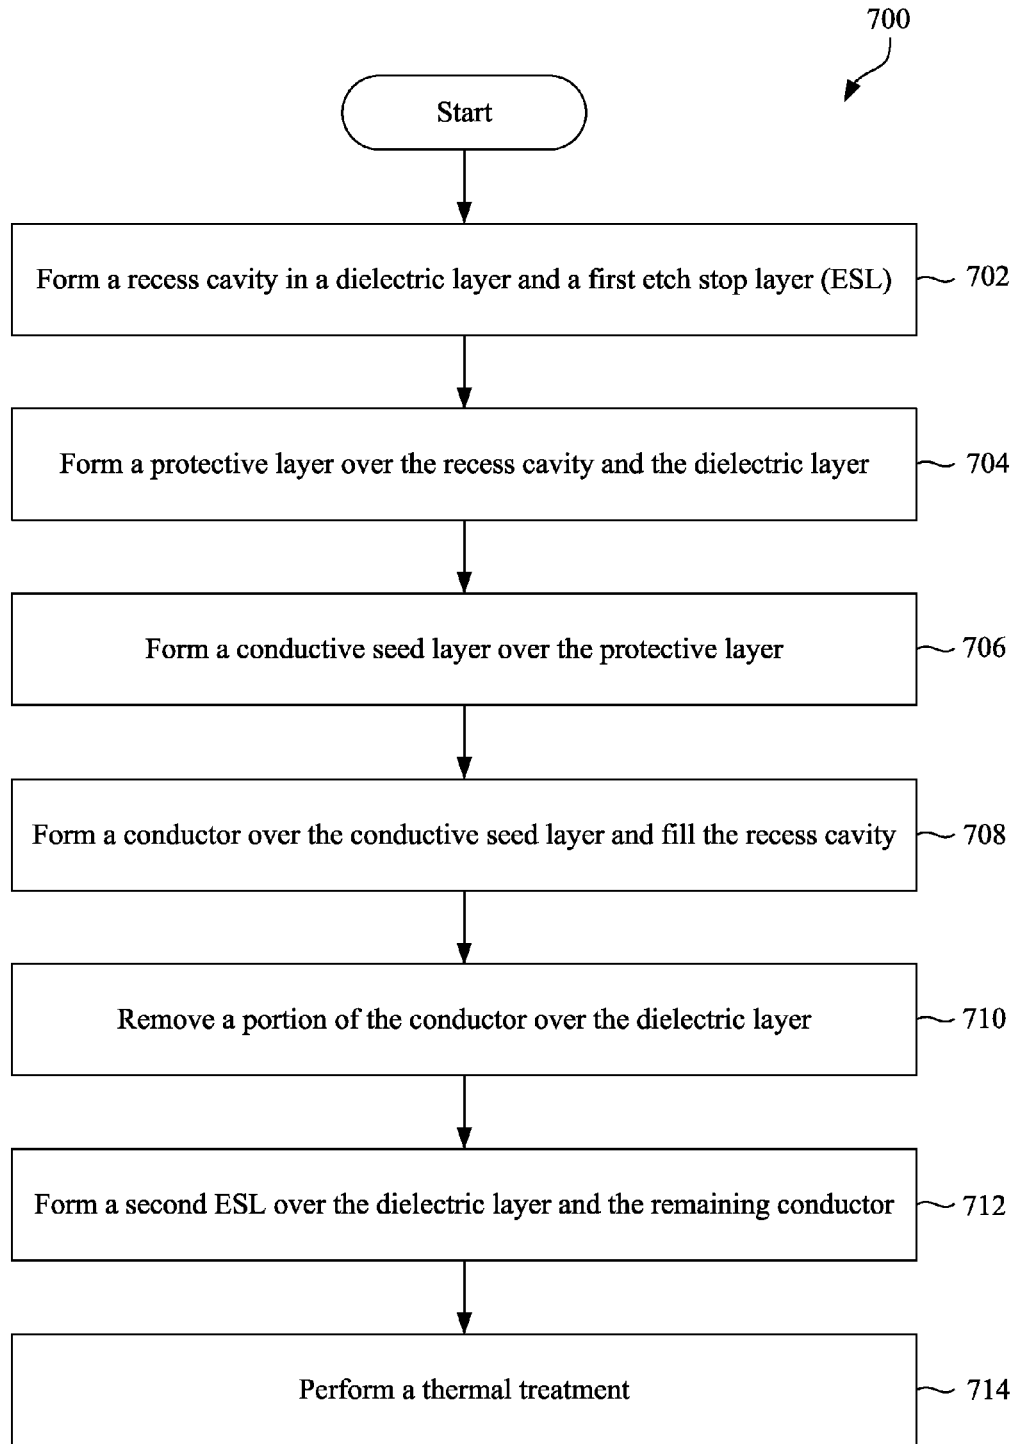 700
Start
Form a recess cavity in a dielectric layer and a first etch stop layer (ESL)
702
Form a protective layer over the recess cavity and the dielectric layer
704
Form a conductive seed layer over the protective layer
706
Form a conductor over the conductive seed layer and fill the recess cavity
708
Remove a portion of the conductor over the dielectric layer
710
Form a second ESL over the dielectric layer and the remaining conductor
712
Perform a thermal treatment
714